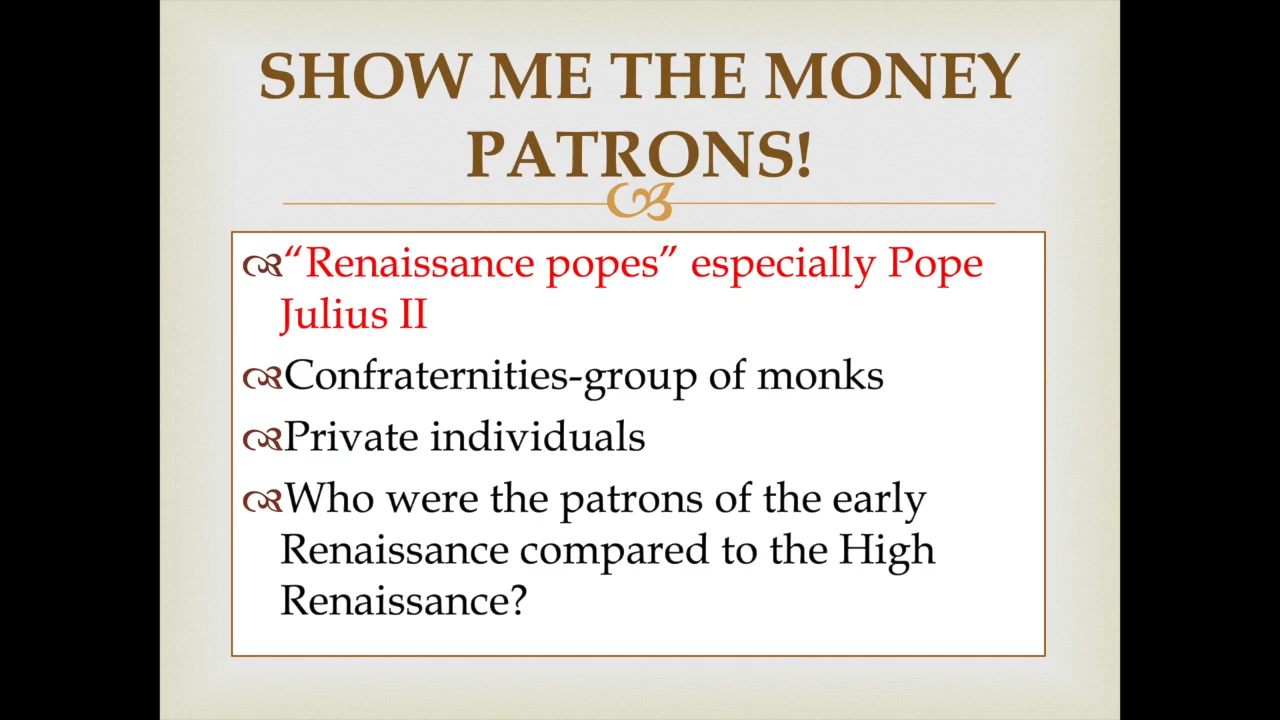 SHOW ME THE MONEY
PATRONS!
“Renaissance popes” especially Pope
Julius II
Confraternities-group of monks
Private individuals
Who were the patrons of the early
Renaissance compared to the High
Renaissance?